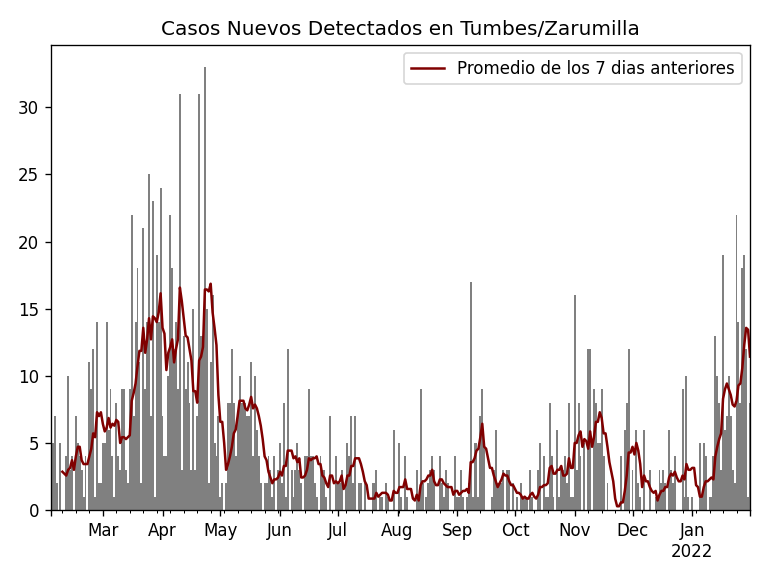 Casos Nuevos Detectados en Tumbes/Zarumilla
Promedio de los 7 dias anteriores
30
25
20
15
10
5
0
Mar Apr May Jun Jul Aug Sep Oct Nov Dec Jan
2022